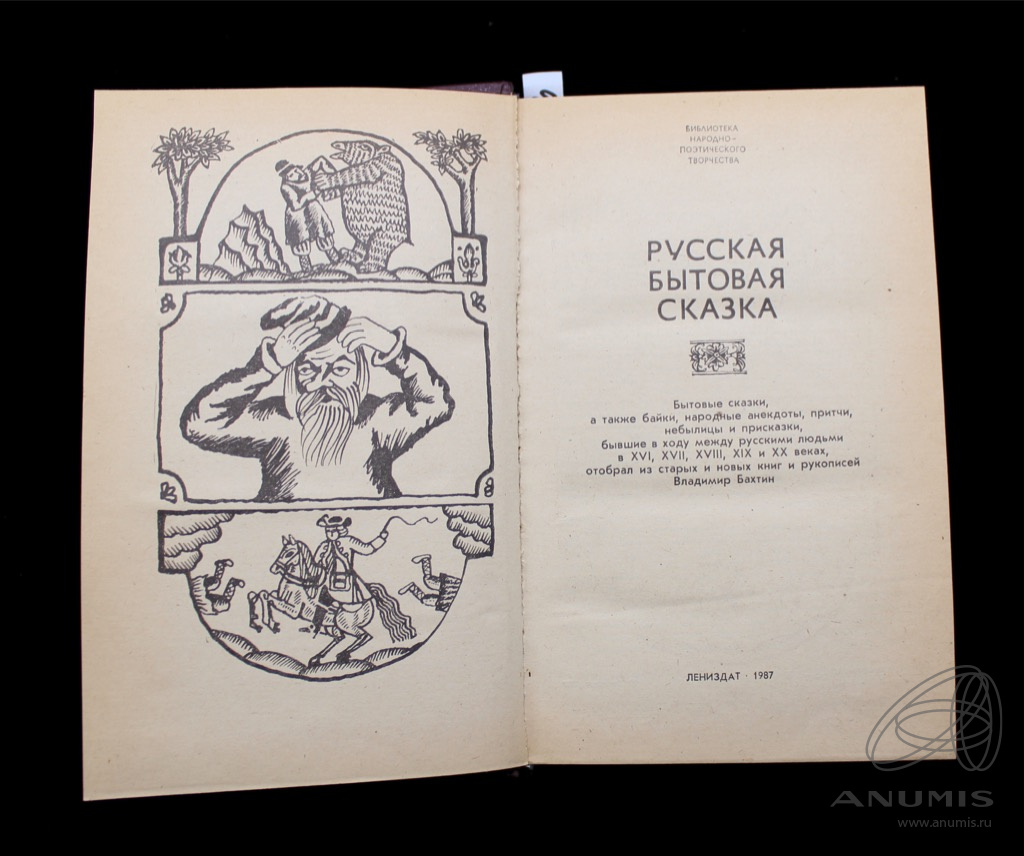 БИБЛИОТЕКА
НАРОДНО-
ПОЭТИЧЕСКОГО
ТВОРЧЕСТВА
РУССКАЯ
БЫТОВАЯ
СКАЗКА
Бытовые сказки,
а также байки, народные анекдоты, притчи,
небылицы и присказки,
бывшие в ходу между русскими людьми
в XVI, XVII, XVIII, XIX и XX веках,
отобрал из старых и новых книг и рукописей
Владимир Бахтин
ЛЕНИЗДАТ · 1987
ANUMIS
www.anumis.ru